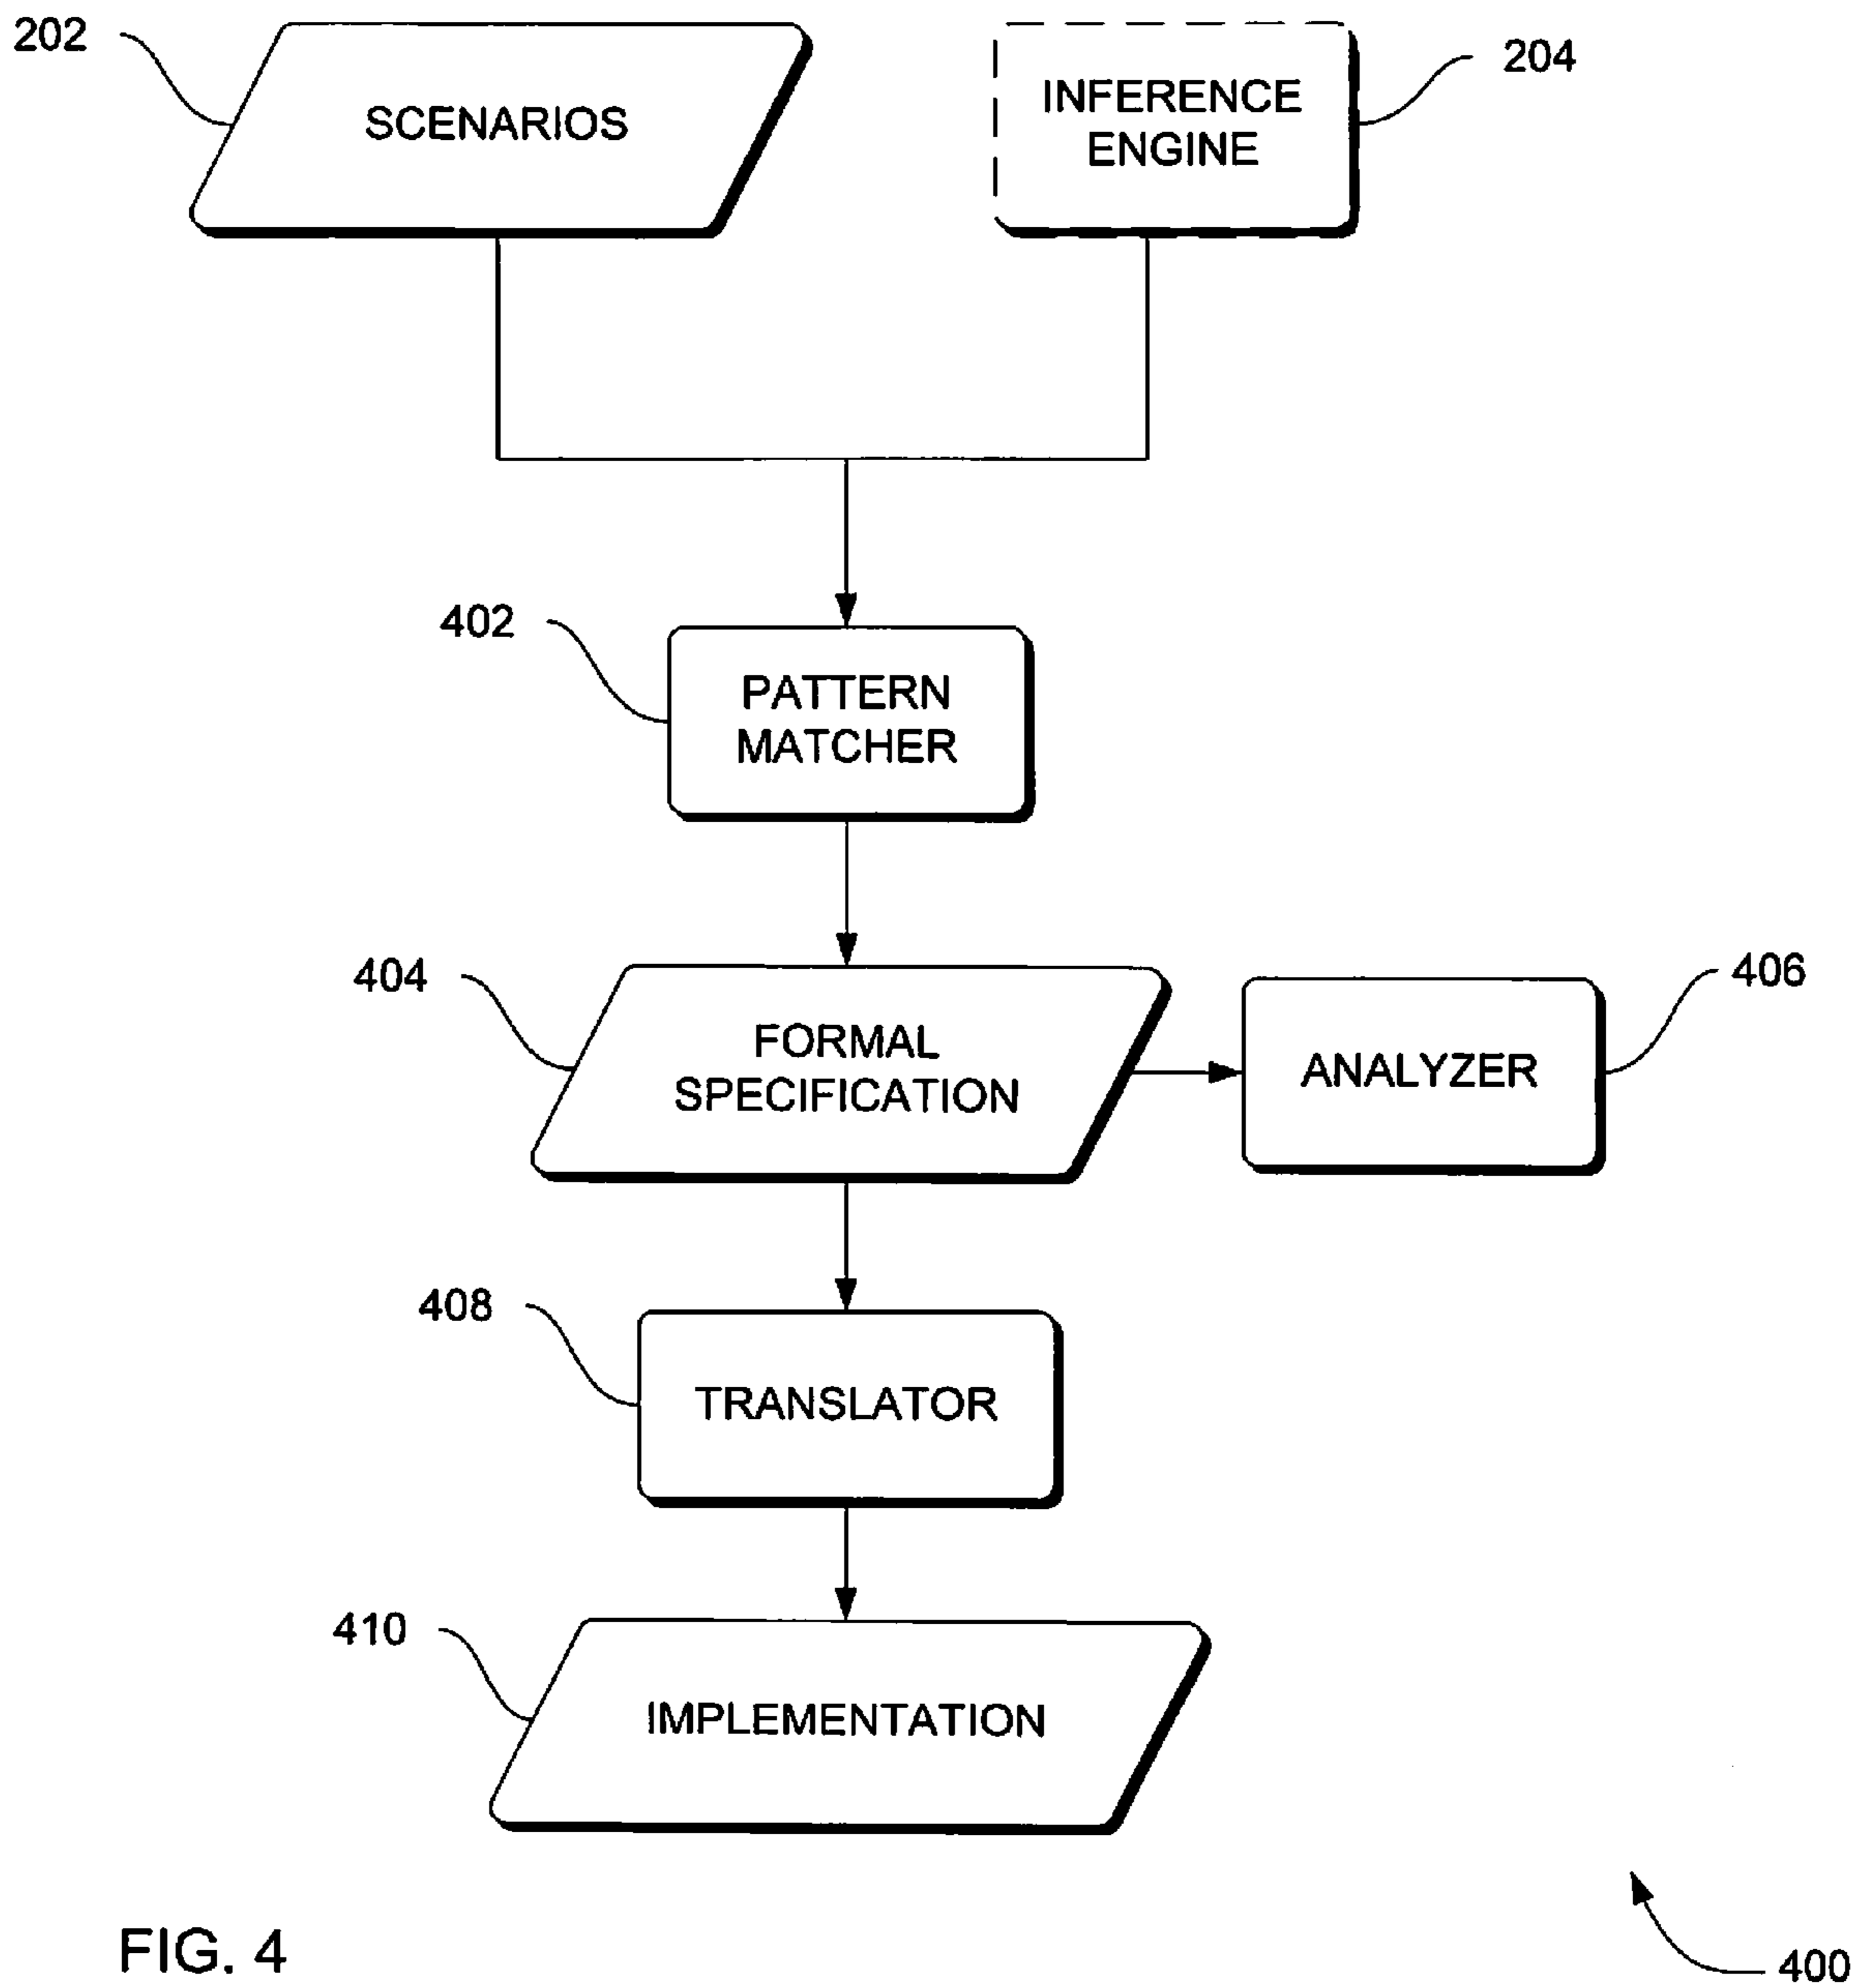 202
SCENARIOS
INFERENCE
ENGINE
204
402
PATTERN
MATCHER
404
FORMAL
SPECIFICATION
ANALYZER
406
408
TRANSLATOR
410
IMPLEMENTATION
FIG. 4
400